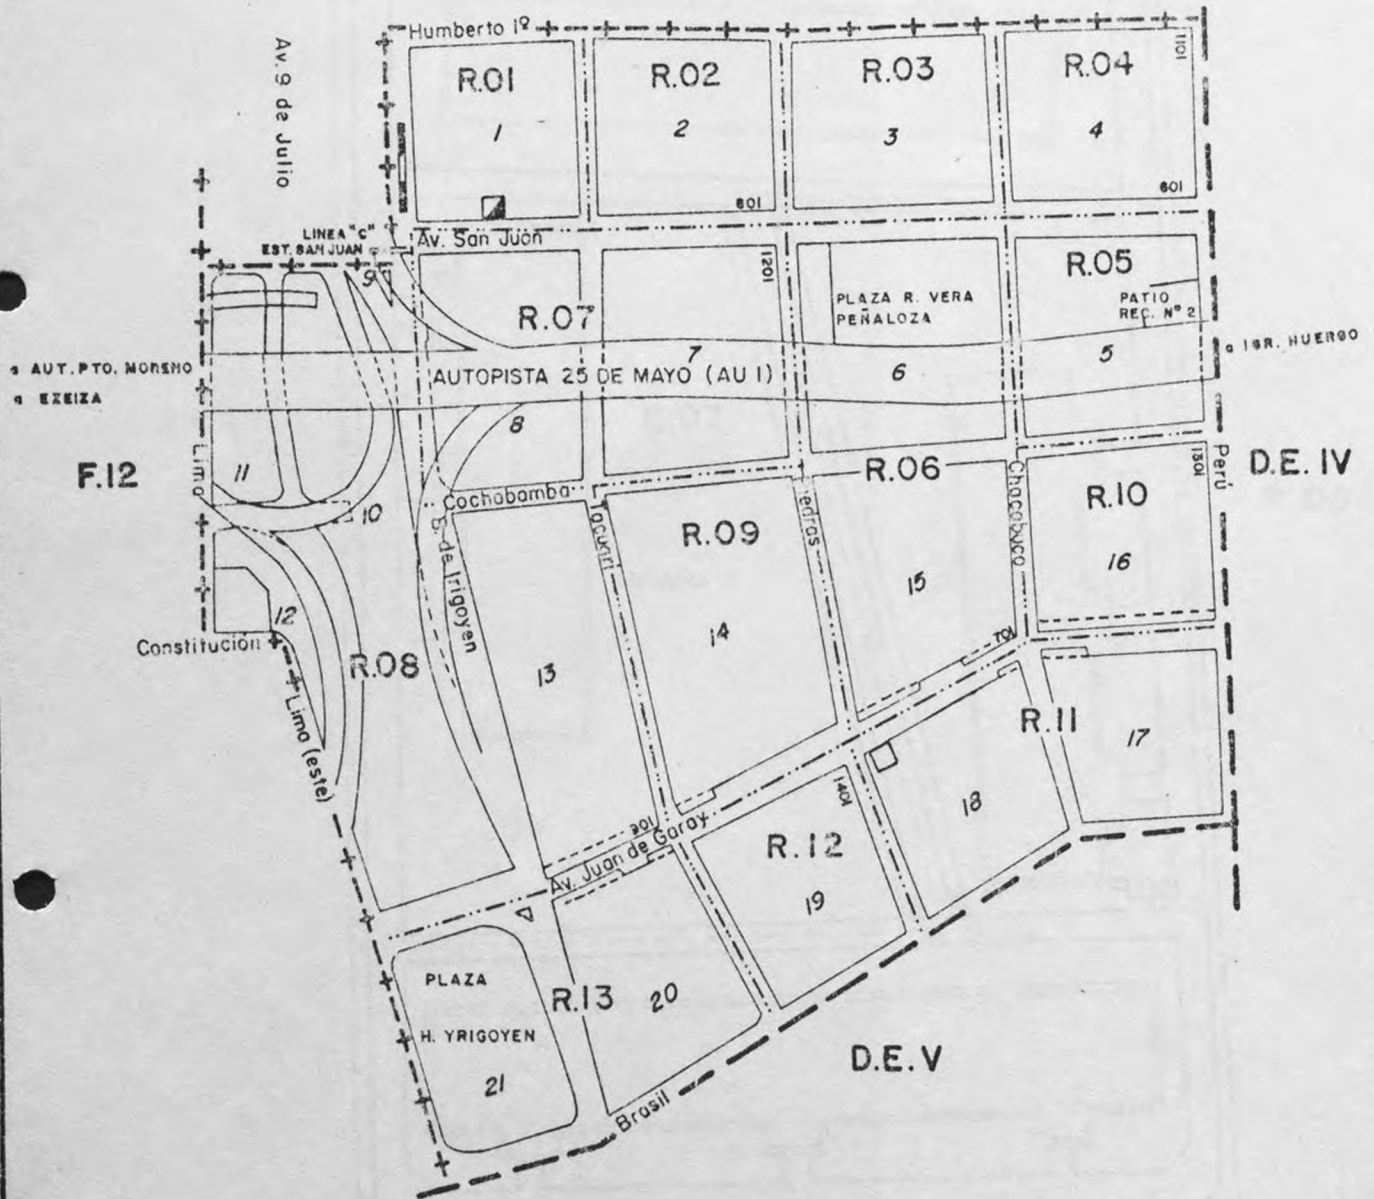 Humberto 1º
Av. 9 de Julio
R.01
R.02
R.03
R.04
1101
1
2
3
4
801
601
LINEA "C"
EST. SAN JUAN
Av. San Juan
9
1201
R.07
PLAZA R. VERA
PEÑALOZA
R.05
PATIO
REC. Nº 2
a AUT. PTO. MORENO
a EZEIZA
7
6
5
a ISR. HUERGO
AUTOPISTA 25 DE MAYO (AU 1)
8
F.12
Lima
11
10
Cochabamba
R.06
1301
Perú
D.E. IV
B. de Irigoyen
Tacuarí
R.09
Piedras
Chacabuco
R.10
15
16
12
Constitución
R.08
13
14
701
Lima (este)
R.11
17
18
901
Av. Juan de Garay
1401
R.12
19
PLAZA
H. YRIGOYEN
21
R.13
20
D.E. V
Brasil